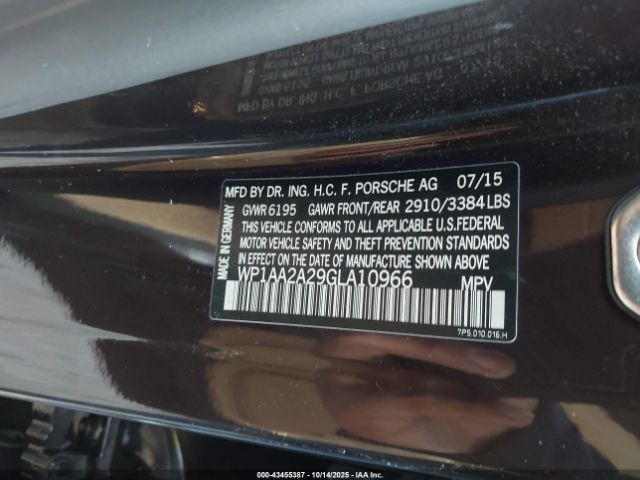 MFD BY DR. ING. H.C. F. PORSCHE AG 07/15
GVWR 6195 GAWR FRONT/REAR 2910/3384 LBS
THIS VEHICLE CONFORMS TO ALL APPLICABLE U.S. FEDERAL
MOTOR VEHICLE SAFETY AND THEFT PREVENTION STANDARDS
IN EFFECT ON THE DATE OF MANUFACTURE SHOWN ABOVE.
WP1AA2A29GLA10966 MPV
MADE IN GERMANY
7P5.010.016.H
000-43455387 - 10/14/2025 - IAA Inc.